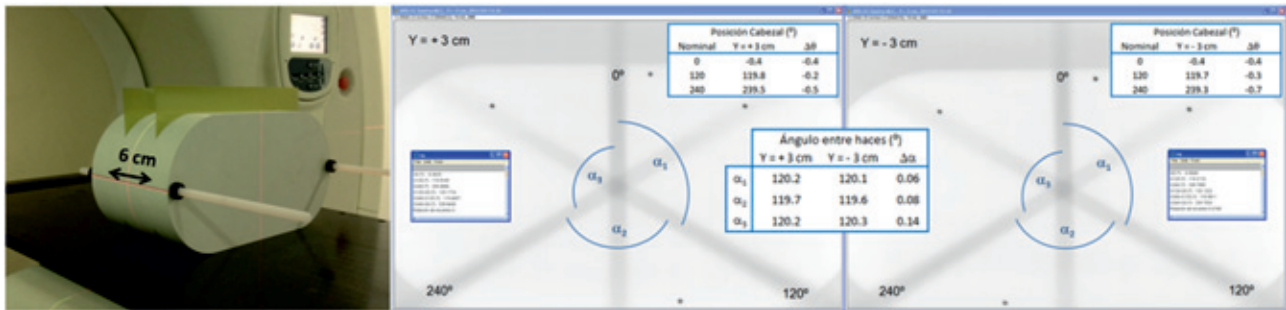 6 cm
Y = + 3 cm
Posición Cabezal (º)
Nominal Y = + 3 cm Δθ
0 -0.4 -0.4
120 119.8 -0.2
240 239.5 -0.5
0º
α₁
α₃
α₂
240º
120º
Ángulo entre haces (º)
Y = + 3 cm Y = - 3 cm Δα
α₁ 120.2 120.1 0.06
α₂ 119.7 119.6 0.08
α₃ 120.2 120.3 0.14
Y = - 3 cm
Posición Cabezal (º)
Nominal Y = - 3 cm Δθ
0 -0.4 -0.4
120 119.7 -0.3
240 239.3 -0.7
0º
α₁
α₃
α₂
240º
120º